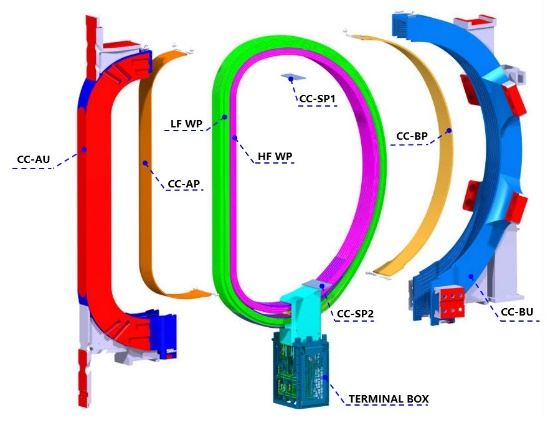 CC-SP1
LF WP
CC-BP
HF WP
CC-AU
CC-AP
CC-SP2
CC-BU
TERMINAL BOX